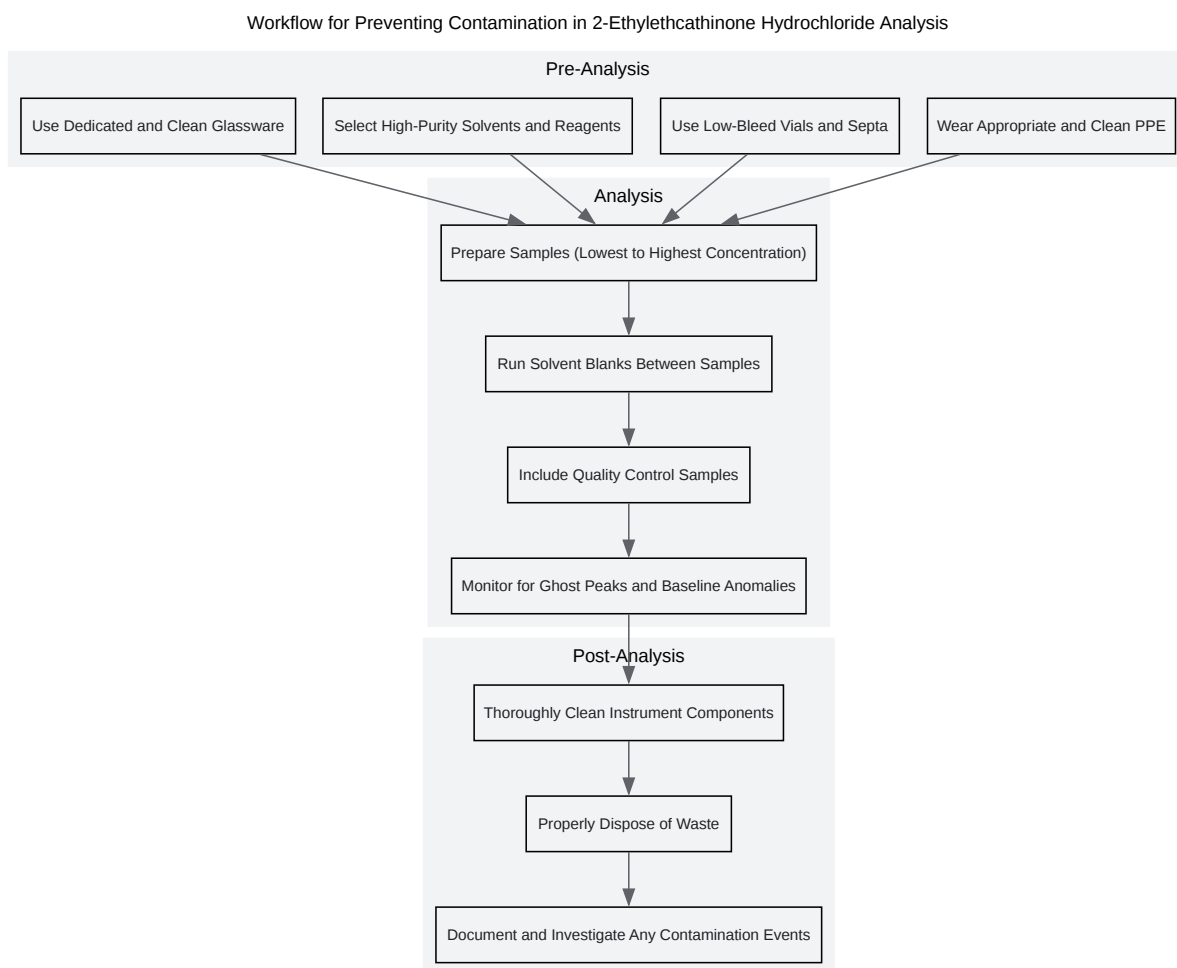 Workflow for Preventing Contamination in 2-Ethylethcathinone Hydrochloride Analysis
Pre-Analysis
Use Dedicated and Clean Glassware
Select High-Purity Solvents and Reagents
Use Low-Bleed Vials and Septa
Wear Appropriate and Clean PPE
Analysis
Prepare Samples (Lowest to Highest Concentration)
Run Solvent Blanks Between Samples
Include Quality Control Samples
Monitor for Ghost Peaks and Baseline Anomalies
Post-Analysis
Thoroughly Clean Instrument Components
Properly Dispose of Waste
Document and Investigate Any Contamination Events